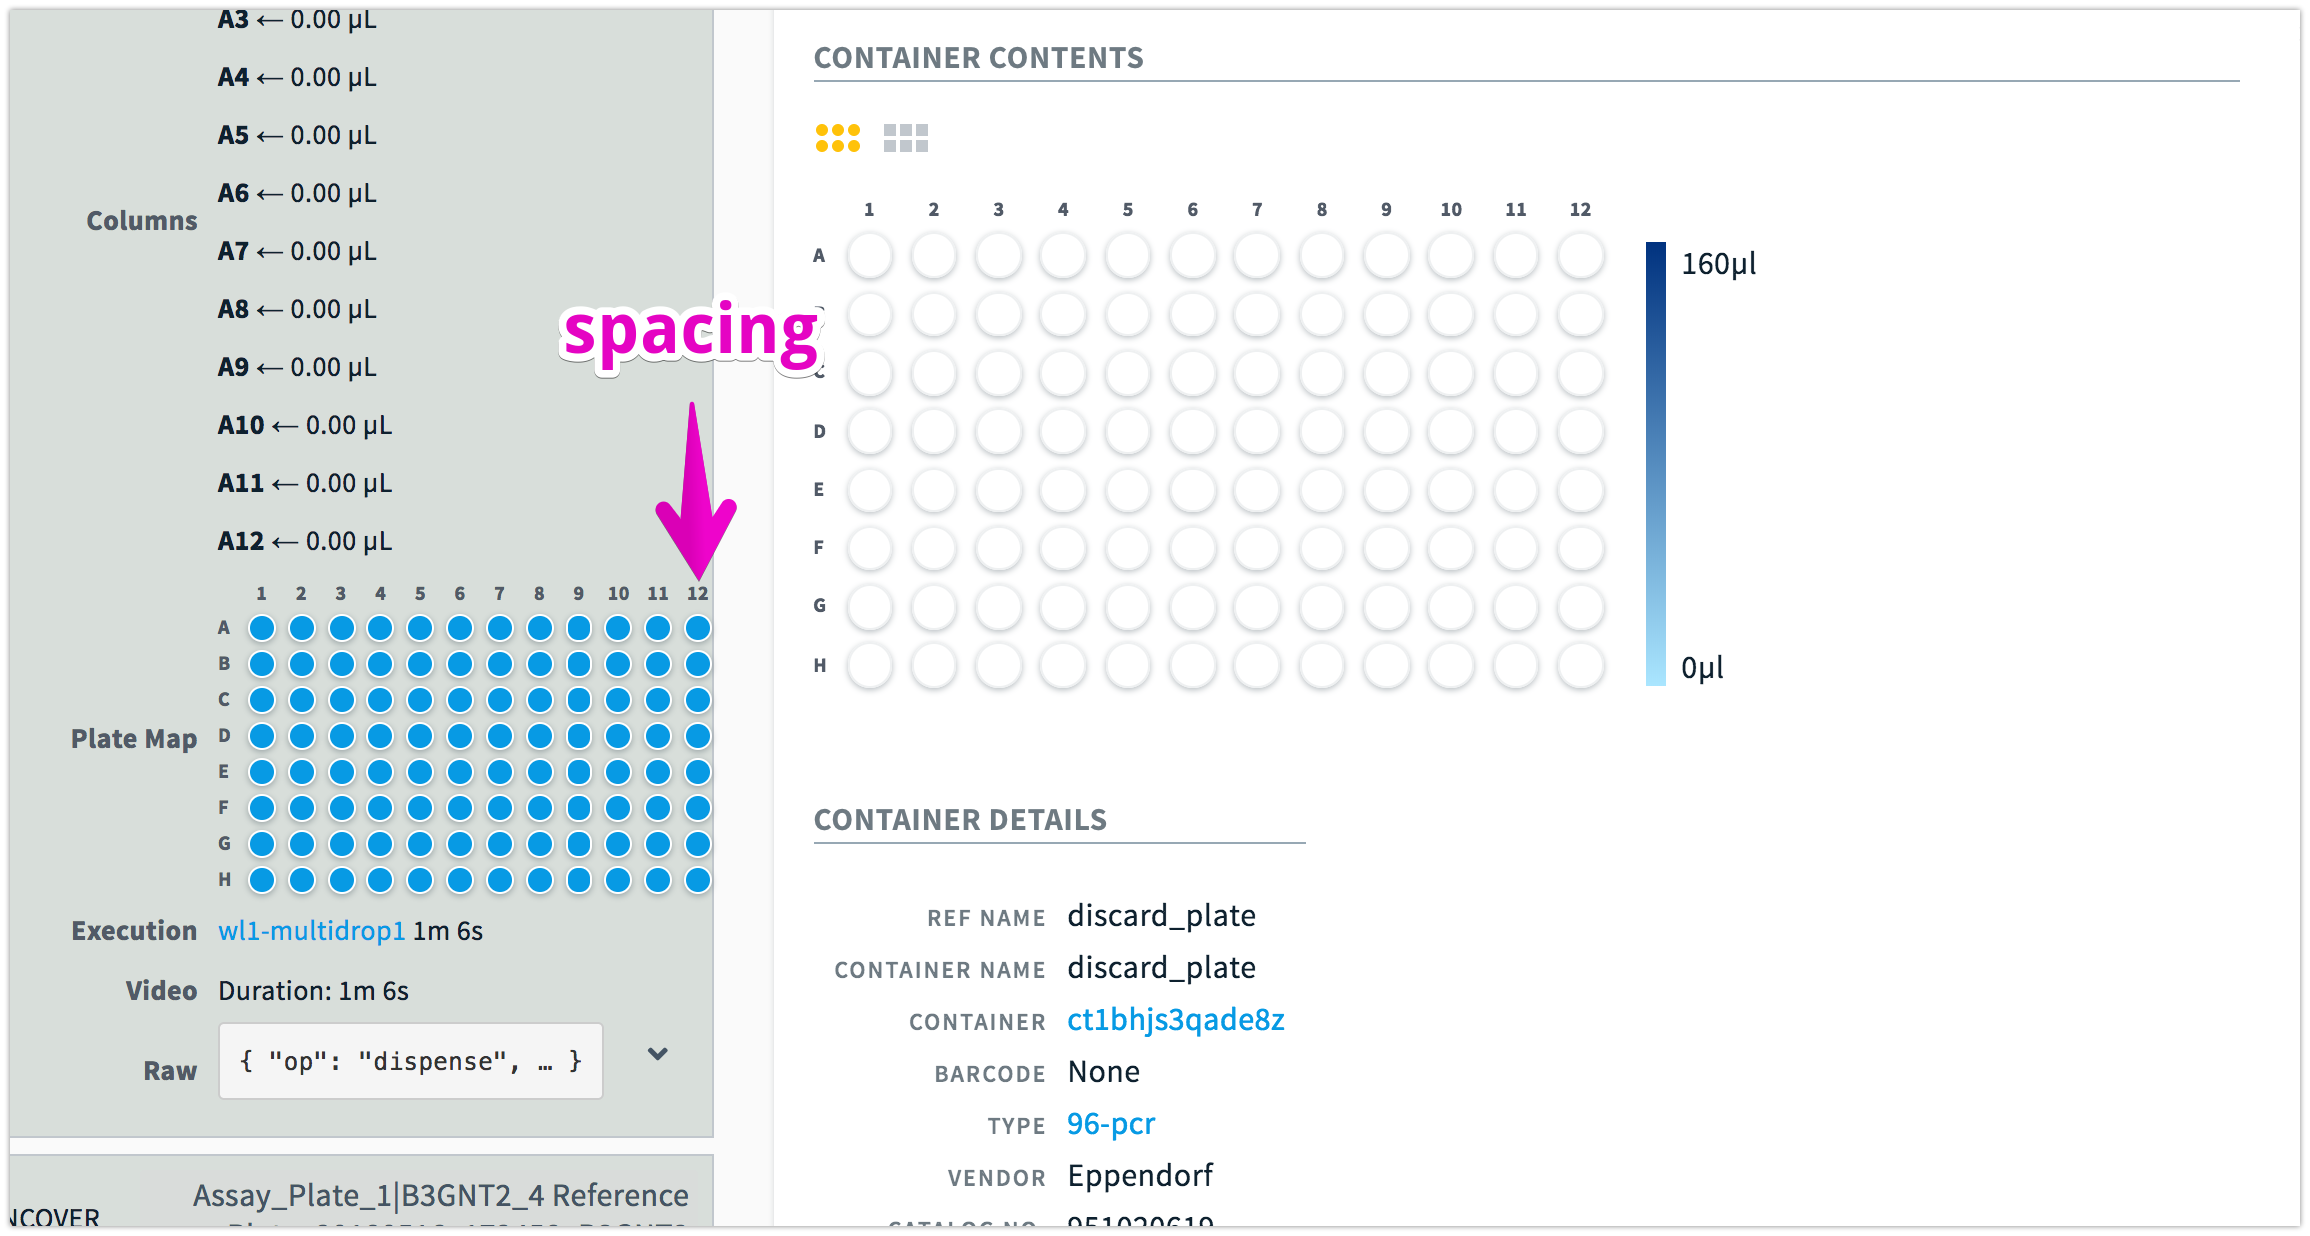 A3 ← 0.00 µL
A4 ← 0.00 µL
A5 ← 0.00 µL
A6 ← 0.00 µL
Columns
A7 ← 0.00 µL
A8 ← 0.00 µL
A9 ← 0.00 µL
A10 ← 0.00 µL
A11 ← 0.00 µL
A12 ← 0.00 µL
spacing
1 2 3 4 5 6 7 8 9 10 11 12
A
B
C
D
Plate Map
E
F
G
H
Execution wl1-multidrop1 1m 6s
Video Duration: 1m 6s
Raw { "op": "dispense", … }
Assay_Plate_1|B3GNT2_4 Reference
CONTAINER CONTENTS
1 2 3 4 5 6 7 8 9 10 11 12
A
D
E
F
G
H
160µl
0µl
CONTAINER DETAILS
REF NAME discard_plate
CONTAINER NAME discard_plate
CONTAINER ct1bhjs3qade8z
BARCODE None
TYPE 96-pcr
VENDOR Eppendorf
CATALOG NO.